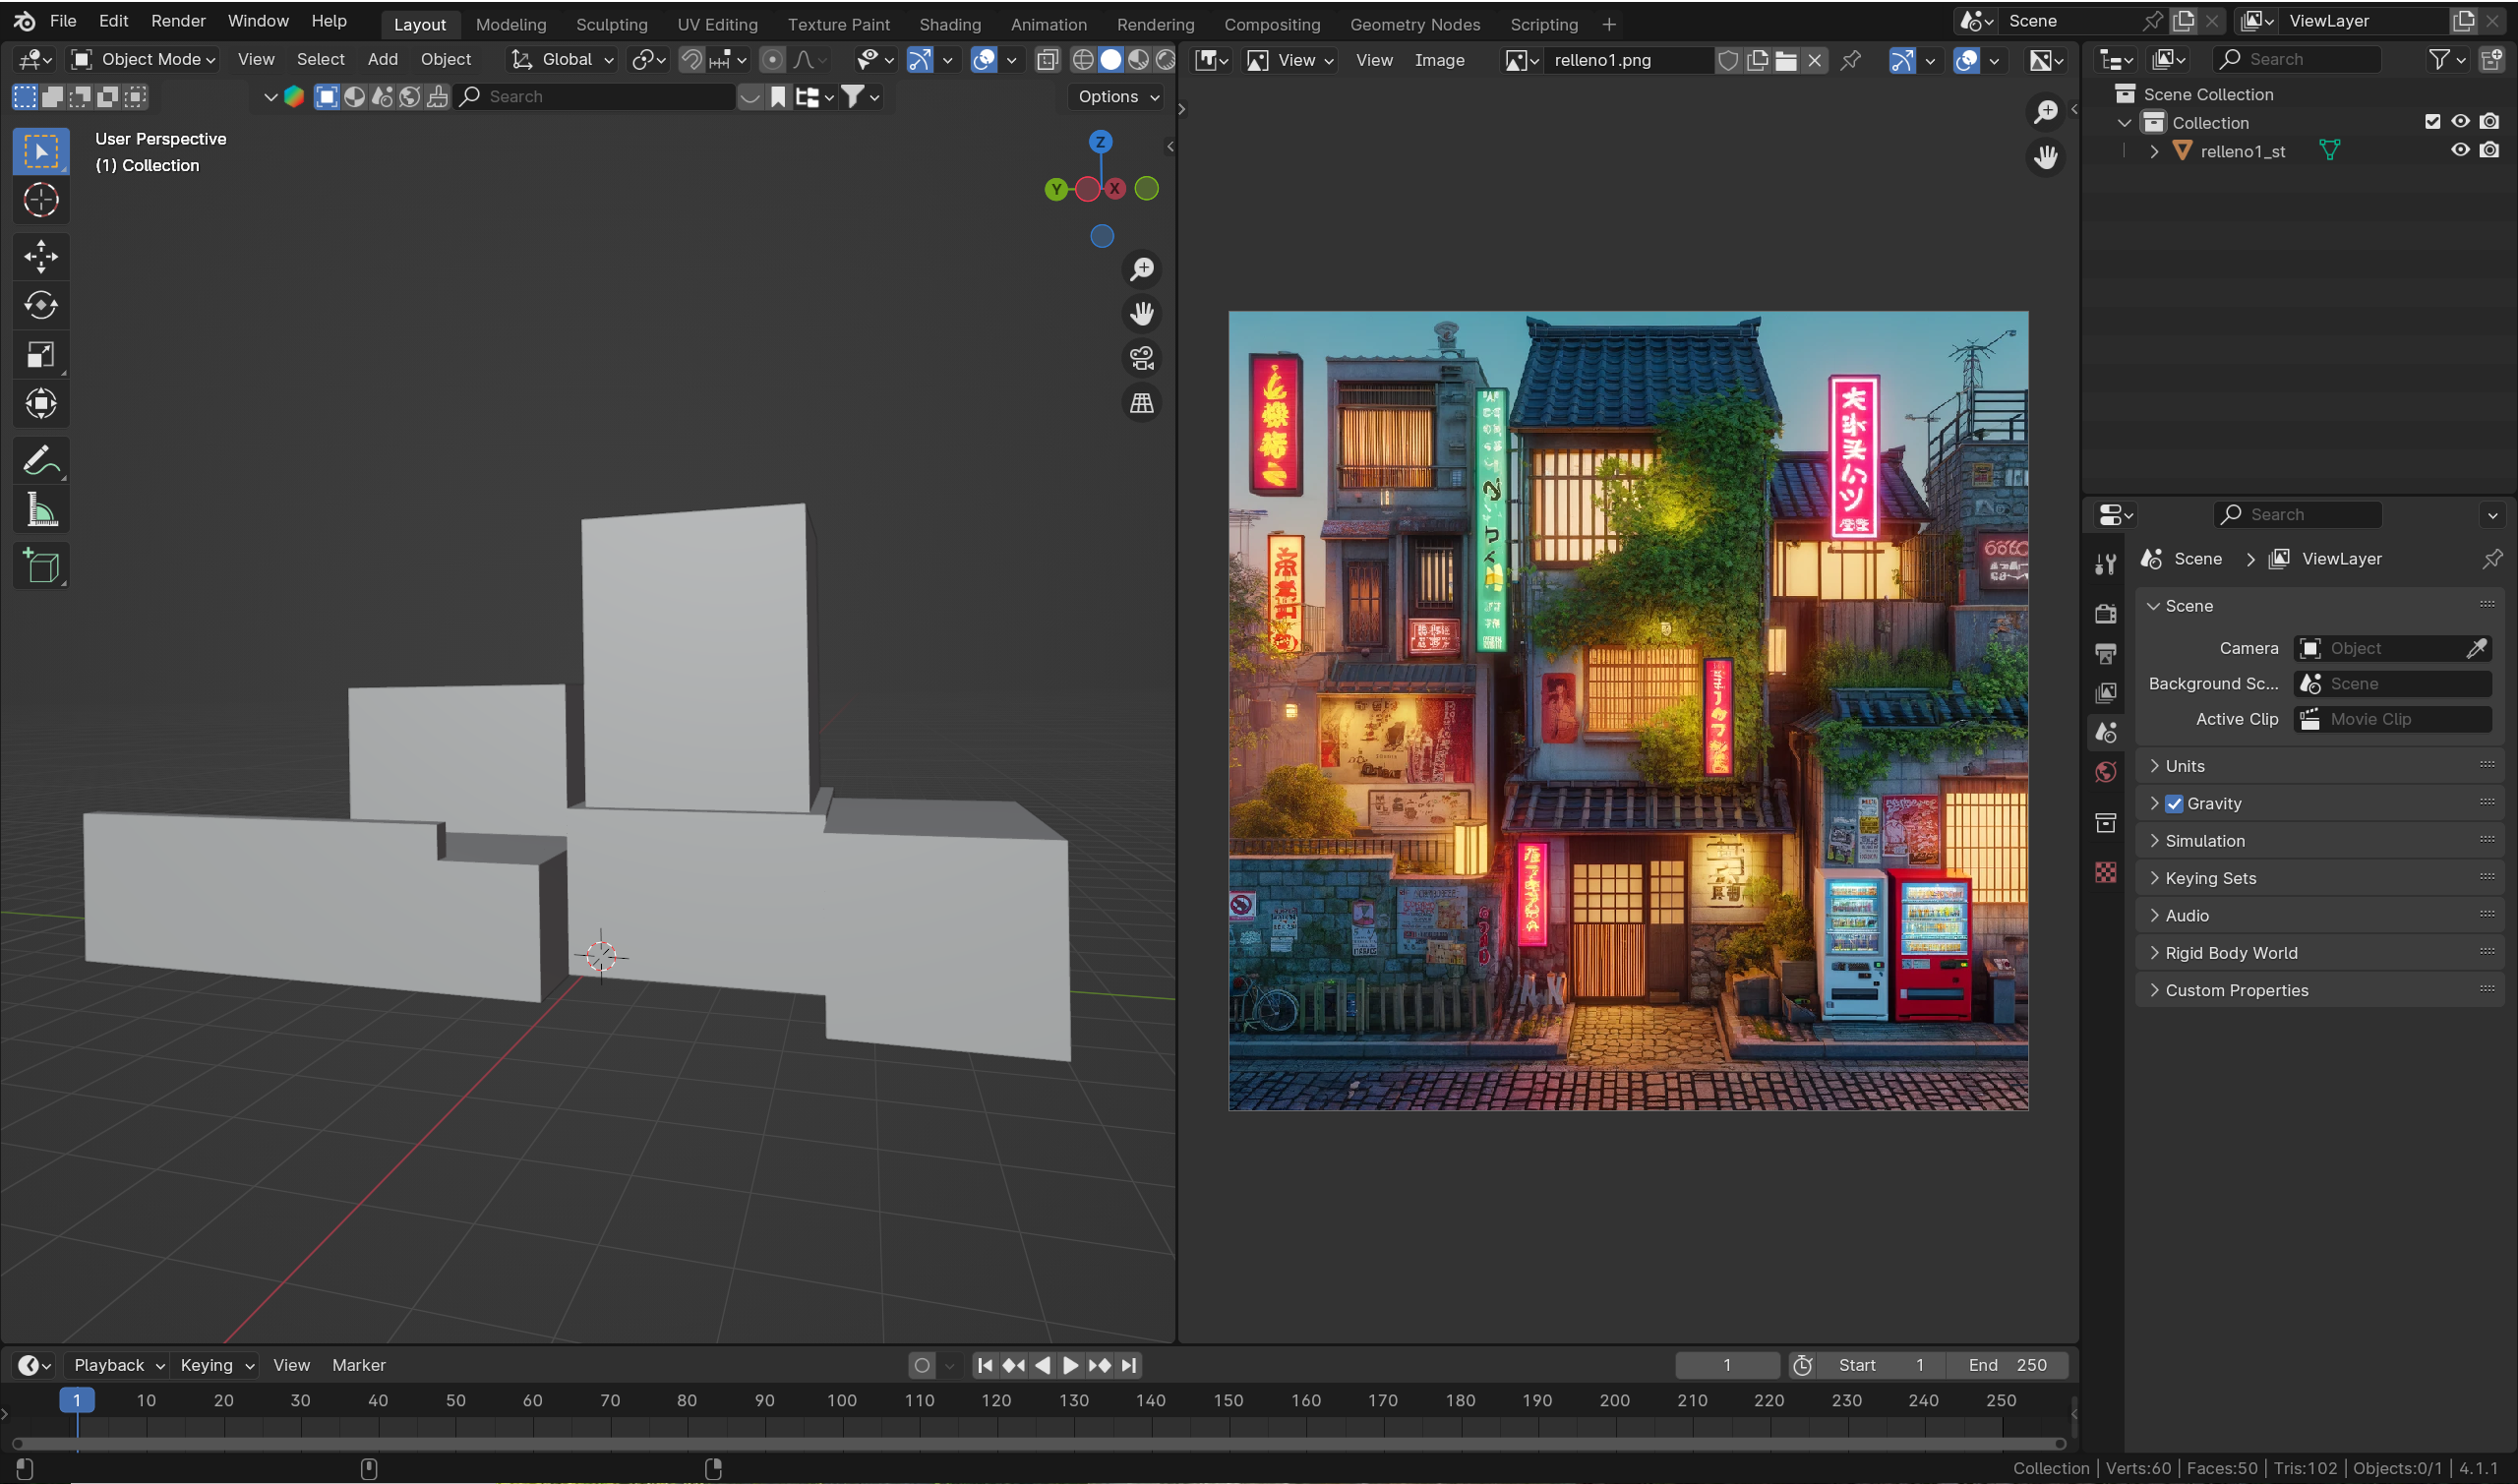 File Edit Render Window Help
Layout Modeling Sculpting UV Editing Texture Paint Shading Animation Rendering Compositing Geometry Nodes Scripting +
Scene
ViewLayer
Object Mode View Select Add Object Global
Search
Options
User Perspective
(1) Collection
Z
Y
X
View View Image relleno1.png
Search
Scene Collection
Collection
relleno1_st
Search
Scene > ViewLayer
Scene
Camera Object
Background Sc... Scene
Active Clip Movie Clip
Units
Gravity
Simulation
Keying Sets
Audio
Rigid Body World
Custom Properties
Playback Keying View Marker
1
Start 1
End 250
1 10 20 30 40 50 60 70 80 90 100 110 120 130 140 150 160 170 180 190 200 210 220 230 240 250
Collection | Verts:60 | Faces:50 | Tris:102 | Objects:0/1 | 4.1.1